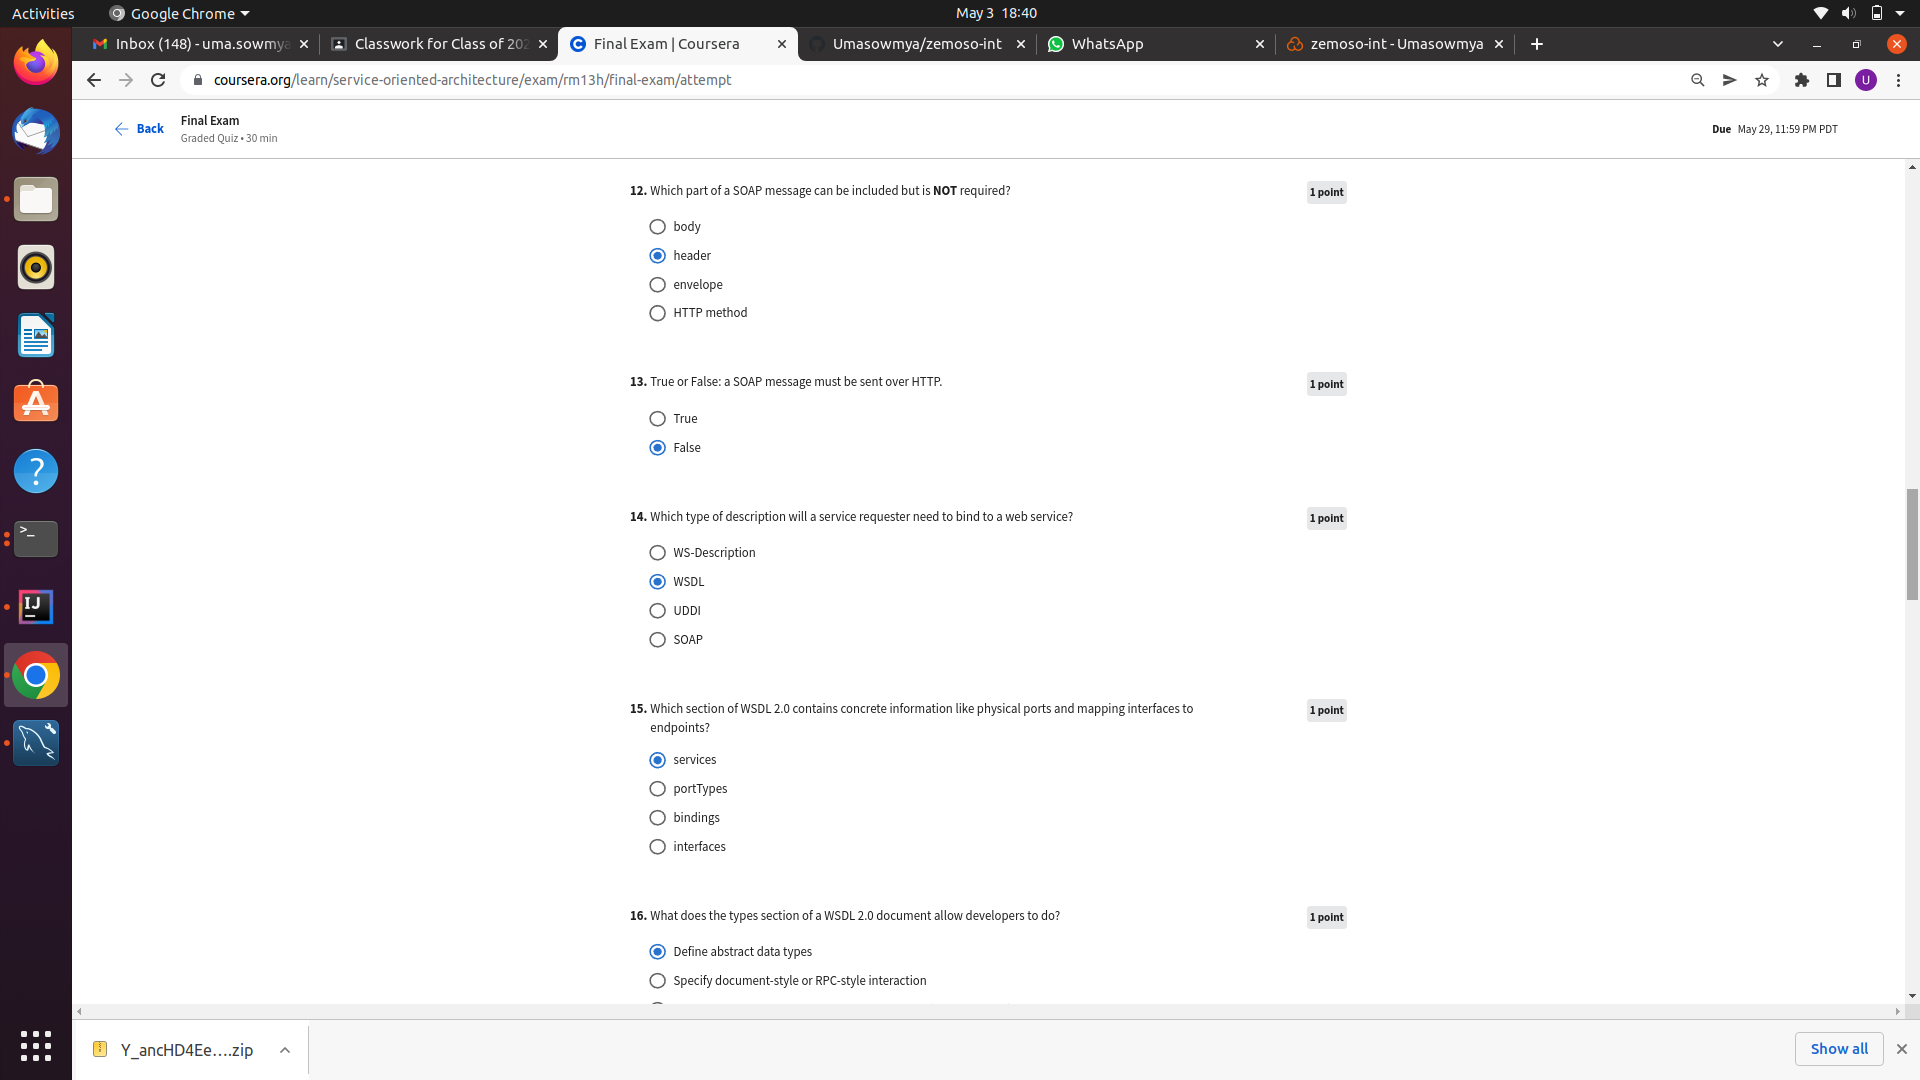 Activities
Google Chrome
May 3 18:40
Inbox (148) - uma.sowmya
Classwork for Class of 202
Final Exam | Coursera
Umasowmya/zemoso-int
WhatsApp
zemoso-int - Umasowmya
coursera.org/learn/service-oriented-architecture/exam/rm13h/final-exam/attempt
U
Back
Final Exam
Graded Quiz • 30 min
Due May 29, 11:59 PM PDT
12. Which part of a SOAP message can be included but is NOT required?
1 point
body
header
envelope
HTTP method
13. True or False: a SOAP message must be sent over HTTP.
1 point
True
False
14. Which type of description will a service requester need to bind to a web service?
1 point
WS-Description
WSDL
UDDI
SOAP
15. Which section of WSDL 2.0 contains concrete information like physical ports and mapping interfaces to
endpoints?
1 point
services
portTypes
bindings
interfaces
16. What does the types section of a WSDL 2.0 document allow developers to do?
1 point
Define abstract data types
Specify document-style or RPC-style interaction
Y_ancHD4Ee....zip
Show all
>_
IJ